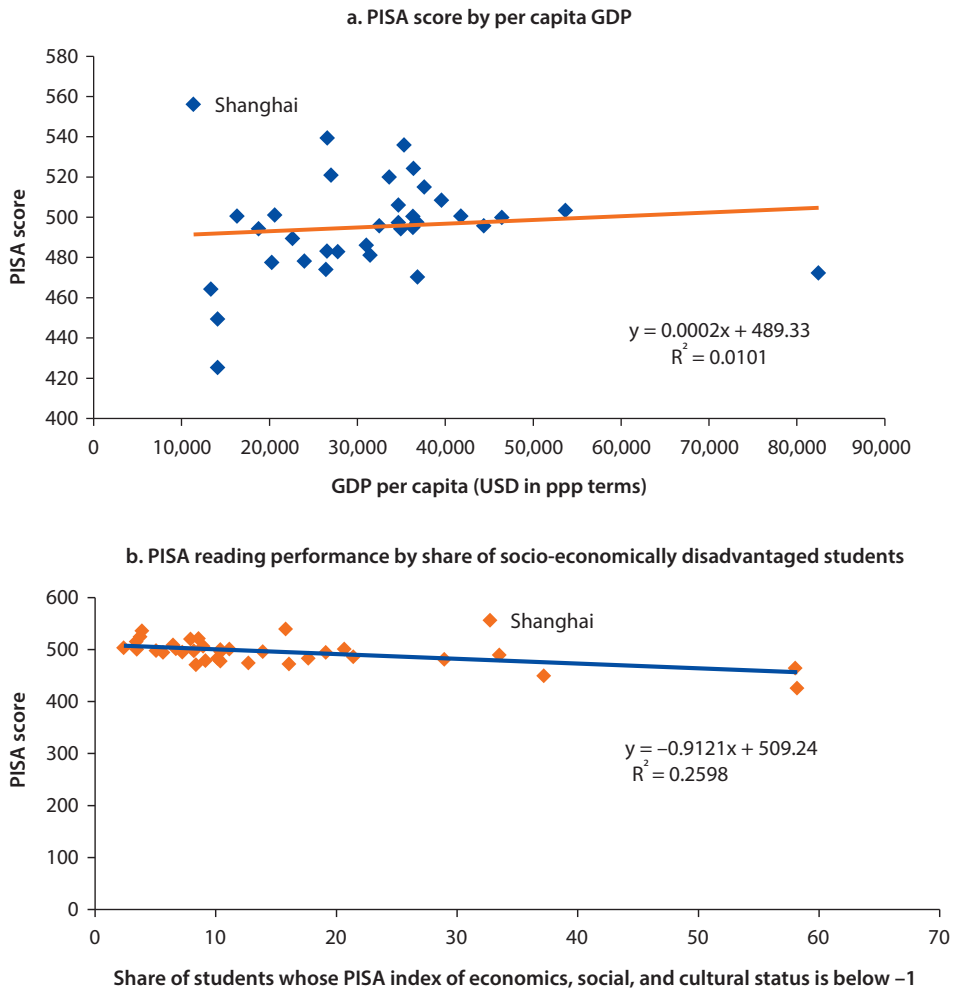 a. PISA score by per capita GDP
580
560
540
520
500
480
460
440
420
400
PISA score
Shanghai
y = 0.0002x + 489.33
R² = 0.0101
0 10,000 20,000 30,000 40,000 50,000 60,000 70,000 80,000 90,000
GDP per capita (USD in ppp terms)
b. PISA reading performance by share of socio-economically disadvantaged students
600
500
400
300
200
100
0
PISA score
Shanghai
y = –0.9121x + 509.24
R² = 0.2598
0 10 20 30 40 50 60 70
Share of students whose PISA index of economics, social, and cultural status is below –1